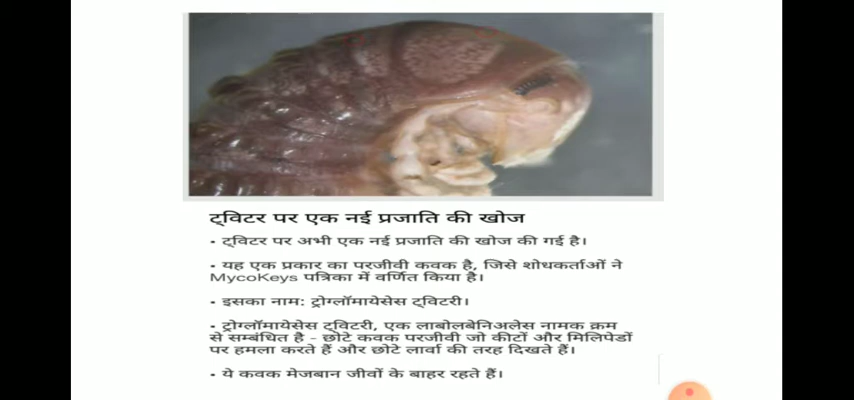 ट्विटर पर एक नई प्रजाति की खोज
• ट्विटर पर अभी एक नई प्रजाति की खोज की गई है।
• यह एक प्रकार का परजीवी कवक है, जिसे शोधकर्ताओं ने
MycoKeys पत्रिका में वर्णित किया है।
• इसका नाम: ट्रोग्लॉमायेसेस ट्विटरी।
• ट्रोग्लॉमायेसेस ट्विटरी, एक लाबोलबेनिअलेस नामक क्रम
से सम्बंधित है - छोटे कवक परजीवी जो कीटों और मिलिपेडों
पर हमला करते हैं और छोटे लार्वा की तरह दिखते हैं।
• ये कवक मेजबान जीवों के बाहर रहते हैं।